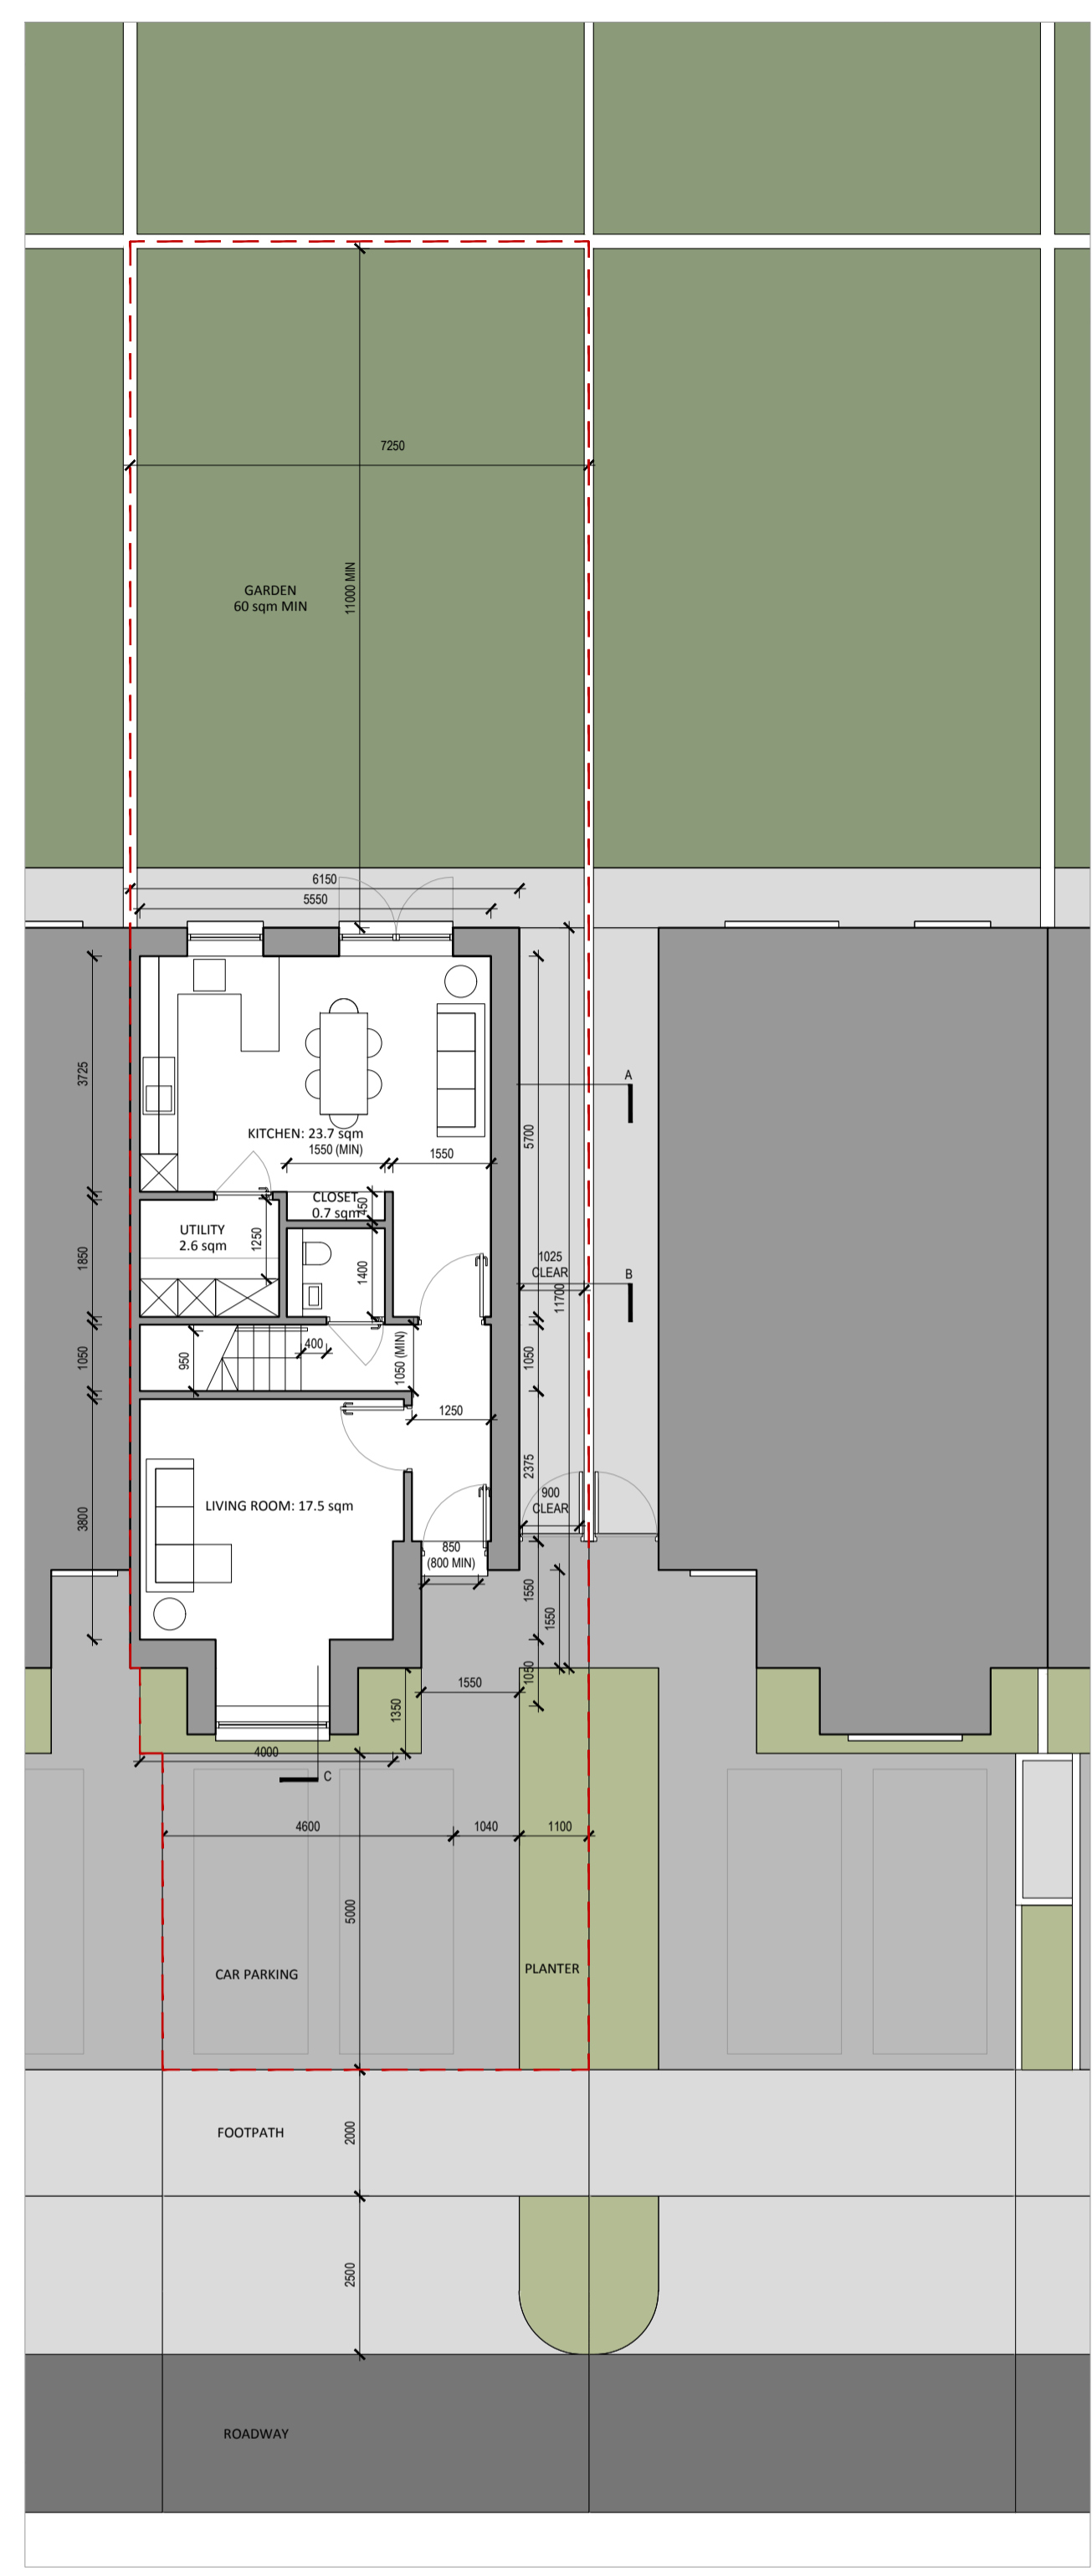 7250
11000 MIN
GARDEN
60 sqm MIN
6150
5550
3725
A
KITCHEN: 23.7 sqm
1550 (MIN)
1550
5700
CLOSET
0.7 sqm
450
UTILITY
2.6 sqm
1250
1400
1850
1025
CLEAR
B
11700
1050
950
400
1050 (MIN)
1050
1250
2375
3800
LIVING ROOM: 17.5 sqm
900
CLEAR
850
(800 MIN)
1550
1550
1050
1550
1350
4000
C
4600
1040
1100
5000
CAR PARKING
PLANTER
FOOTPATH
2000
2500
ROADWAY